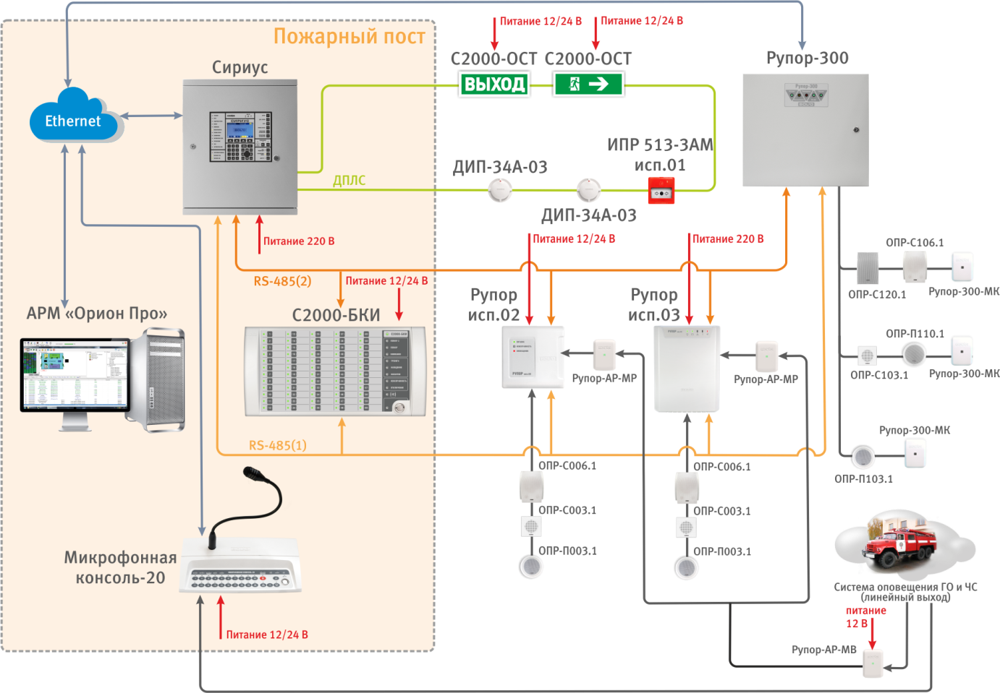 Питание 12/24 В
Питание 12/24 В
Пожарный пост
С2000-ОСТ
С2000-ОСТ
Рупор-300
Сириус
ВЫХОД
Рупор-300
Ethernet
СИРИУС
ИПР 513-3АМ
исп.01
ДИП-34А-03
ДПЛС
ДИП-34А-03
Питание 220 В
Питание 12/24 В
Питание 220 В
ОПР-С106.1
RS-485(2)
Питание 12/24 В
ОПР-С120.1
Рупор-300-МК
Рупор
исп.02
Рупор
исп.03
АРМ «Орион Про»
С2000-БКИ
ОПР-П110.1
ОПР-С103.1
Рупор-300-МК
Рупор-АР-МР
Рупор-АР-МР
РУПОР
RS-485(1)
Рупор-300-МК
ОПР-С006.1
ОПР-С006.1
ОПР-П103.1
ОПР-С003.1
ОПР-С003.1
Микрофонная
консоль-20
ОПР-П003.1
ОПР-П003.1
Система оповещения ГО и ЧС
(линейный выход)
питание
12 В
Питание 12/24 В
Рупор-АР-МВ